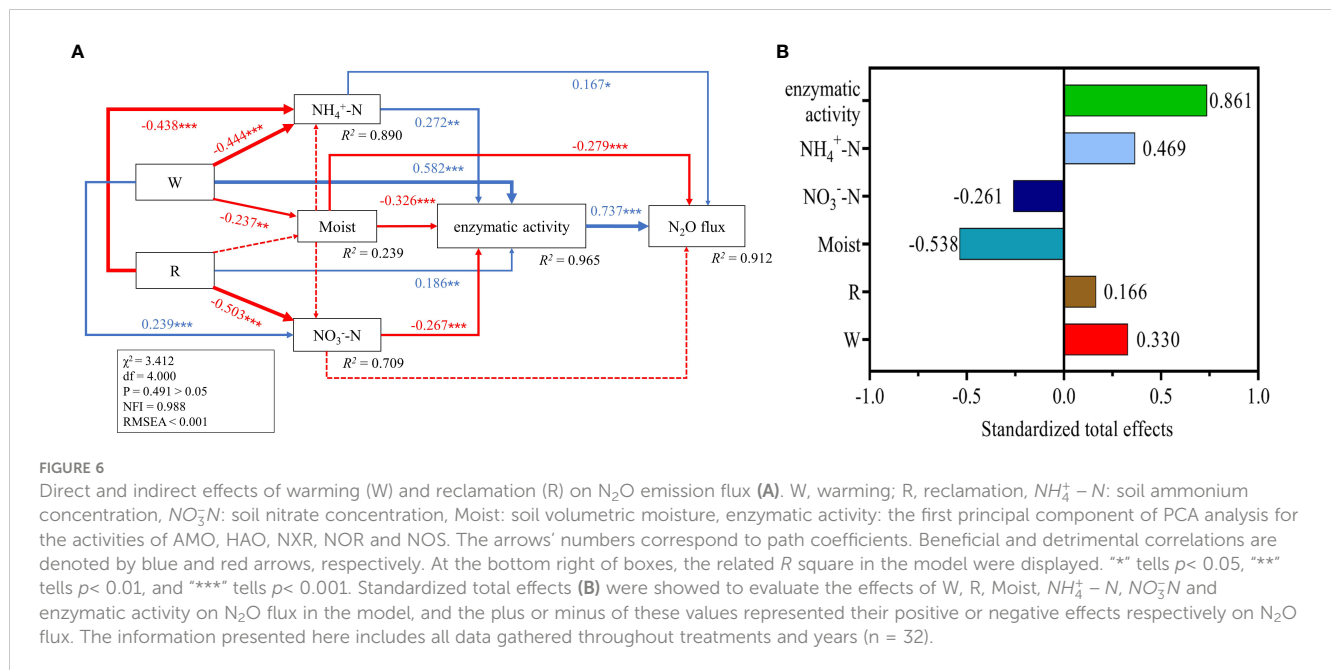 A
B
0.167*
-0.438***
-0.444***
NH₄⁺-N
R² = 0.890
0.272**
-0.279***
W
0.582***
-0.237**
Moist
R² = 0.239
-0.326***
enzymatic activity
R² = 0.965
0.737***
N₂O flux
R² = 0.912
R
0.186**
-0.503***
0.239***
NO₃⁻-N
R² = 0.709
-0.267***
χ² = 3.412
df = 4.000
P = 0.491 > 0.05
NFI = 0.988
RMSEA < 0.001
-1.0 -0.5 0.0 0.5 1.0
enzymatic
activity
0.861
NH₄⁺-N
0.469
NO₃⁻-N
-0.261
Moist
-0.538
R
0.166
W
0.330
-1.0 -0.5 0.0 0.5 1.0
Standardized total effects
FIGURE 6
Direct and indirect effects of warming (W) and reclamation (R) on N₂O emission flux (A). W, warming; R, reclamation, NH₄⁺ – N: soil ammonium
concentration, NO₃⁻N: soil nitrate concentration, Moist: soil volumetric moisture, enzymatic activity: the first principal component of PCA analysis for
the activities of AMO, HAO, NXR, NOR and NOS. The arrows’ numbers correspond to path coefficients. Beneficial and detrimental correlations are
denoted by blue and red arrows, respectively. At the bottom right of boxes, the related R square in the model were displayed. “*” tells p< 0.05, “**”
tells p< 0.01, and “***” tells p< 0.001. Standardized total effects (B) were showed to evaluate the effects of W, R, Moist, NH₄⁺ – N, NO₃⁻N and
enzymatic activity on N₂O flux in the model, and the plus or minus of these values represented their positive or negative effects respectively on N₂O
flux. The information presented here includes all data gathered throughout treatments and years (n = 32).